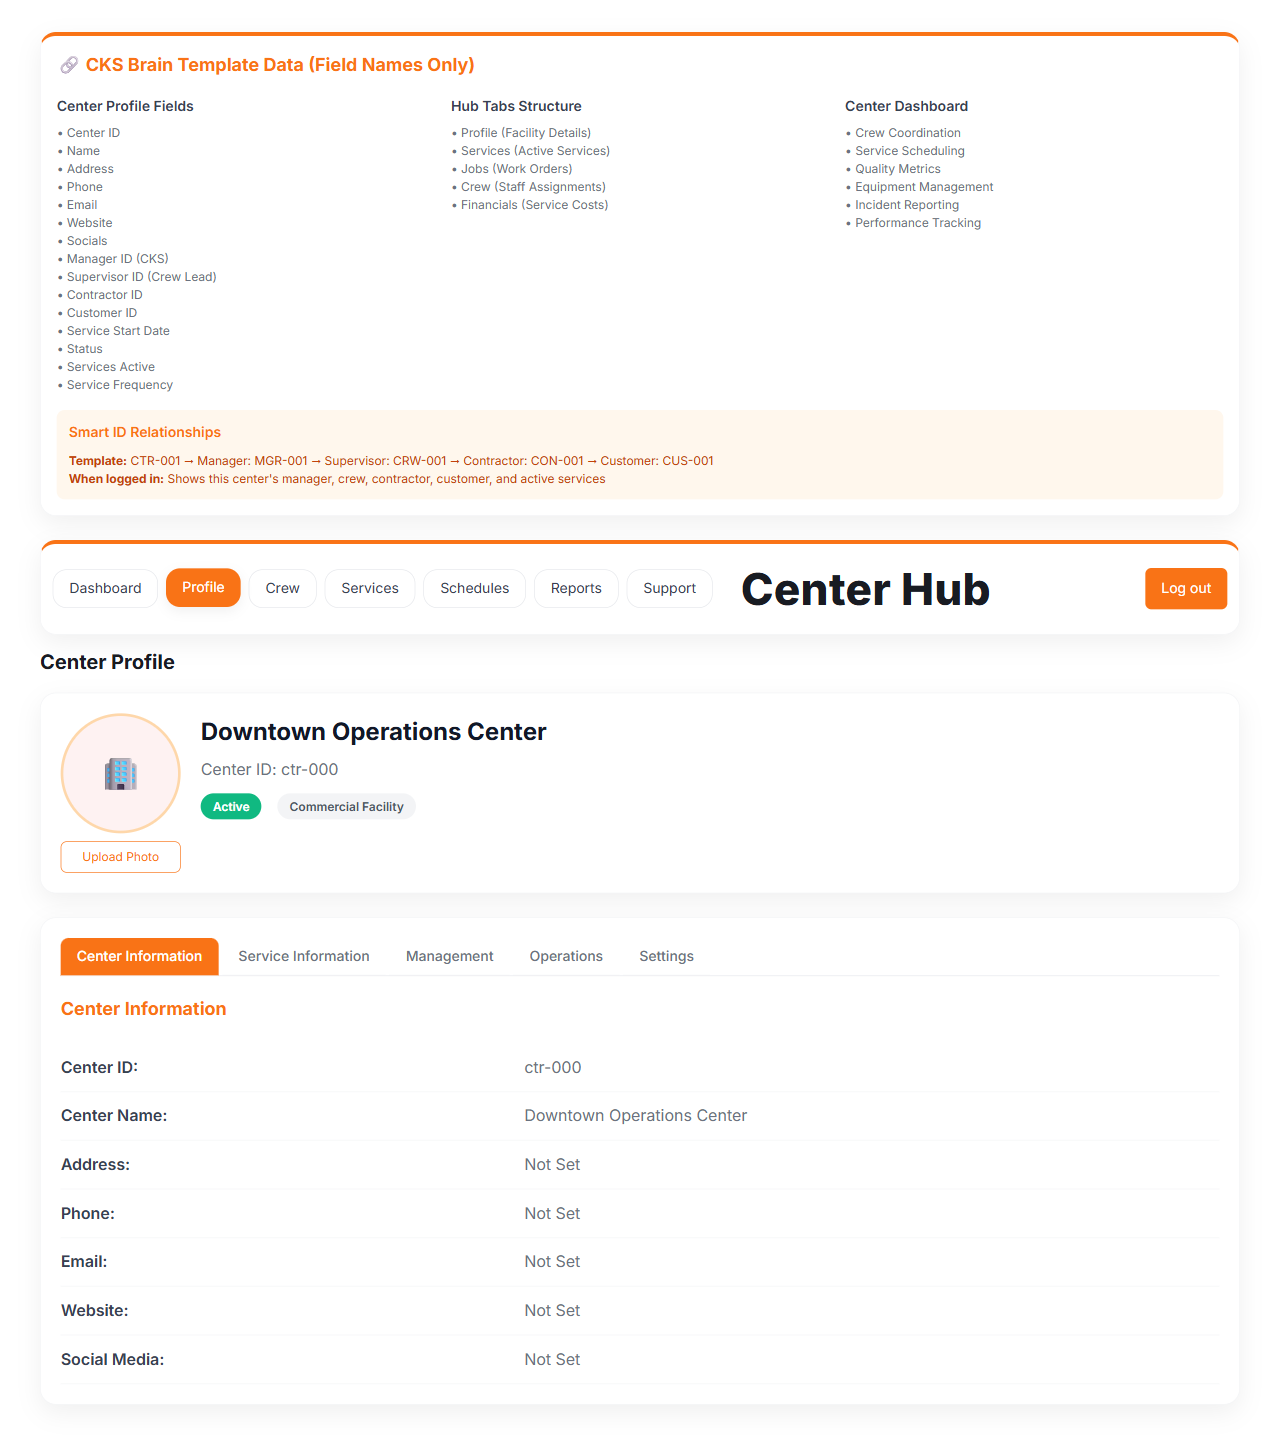 CKS Brain Template Data (Field Names Only)
Center Profile Fields
• Center ID
• Name
• Address
• Phone
• Email
• Website
• Socials
• Manager ID (CKS)
• Supervisor ID (Crew Lead)
• Contractor ID
• Customer ID
• Service Start Date
• Status
• Services Active
• Service Frequency
Hub Tabs Structure
• Profile (Facility Details)
• Services (Active Services)
• Jobs (Work Orders)
• Crew (Staff Assignments)
• Financials (Service Costs)
Center Dashboard
• Crew Coordination
• Service Scheduling
• Quality Metrics
• Equipment Management
• Incident Reporting
• Performance Tracking
Smart ID Relationships
Template: CTR-001 → Manager: MGR-001 → Supervisor: CRW-001 → Contractor: CON-001 → Customer: CUS-001
When logged in: Shows this center's manager, crew, contractor, customer, and active services
Dashboard Profile Crew Services Schedules Reports Support Center Hub Log out
Center Profile
Downtown Operations Center
Center ID: ctr-000
Active Commercial Facility
Upload Photo
Center Information Service Information Management Operations Settings
Center Information
Center ID: ctr-000
Center Name: Downtown Operations Center
Address: Not Set
Phone: Not Set
Email: Not Set
Website: Not Set
Social Media: Not Set